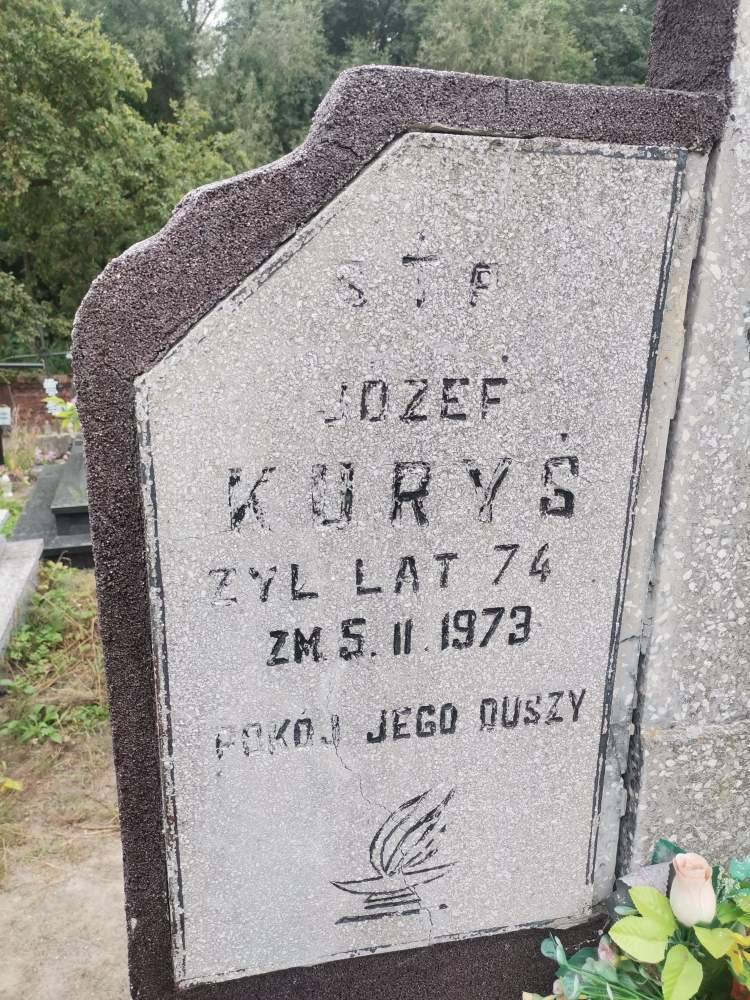 S † P
JÓZEF
KURYŚ
ŻYŁ LAT 74
ZM. 5. II. 1973
POKÓJ JEGO DUSZY